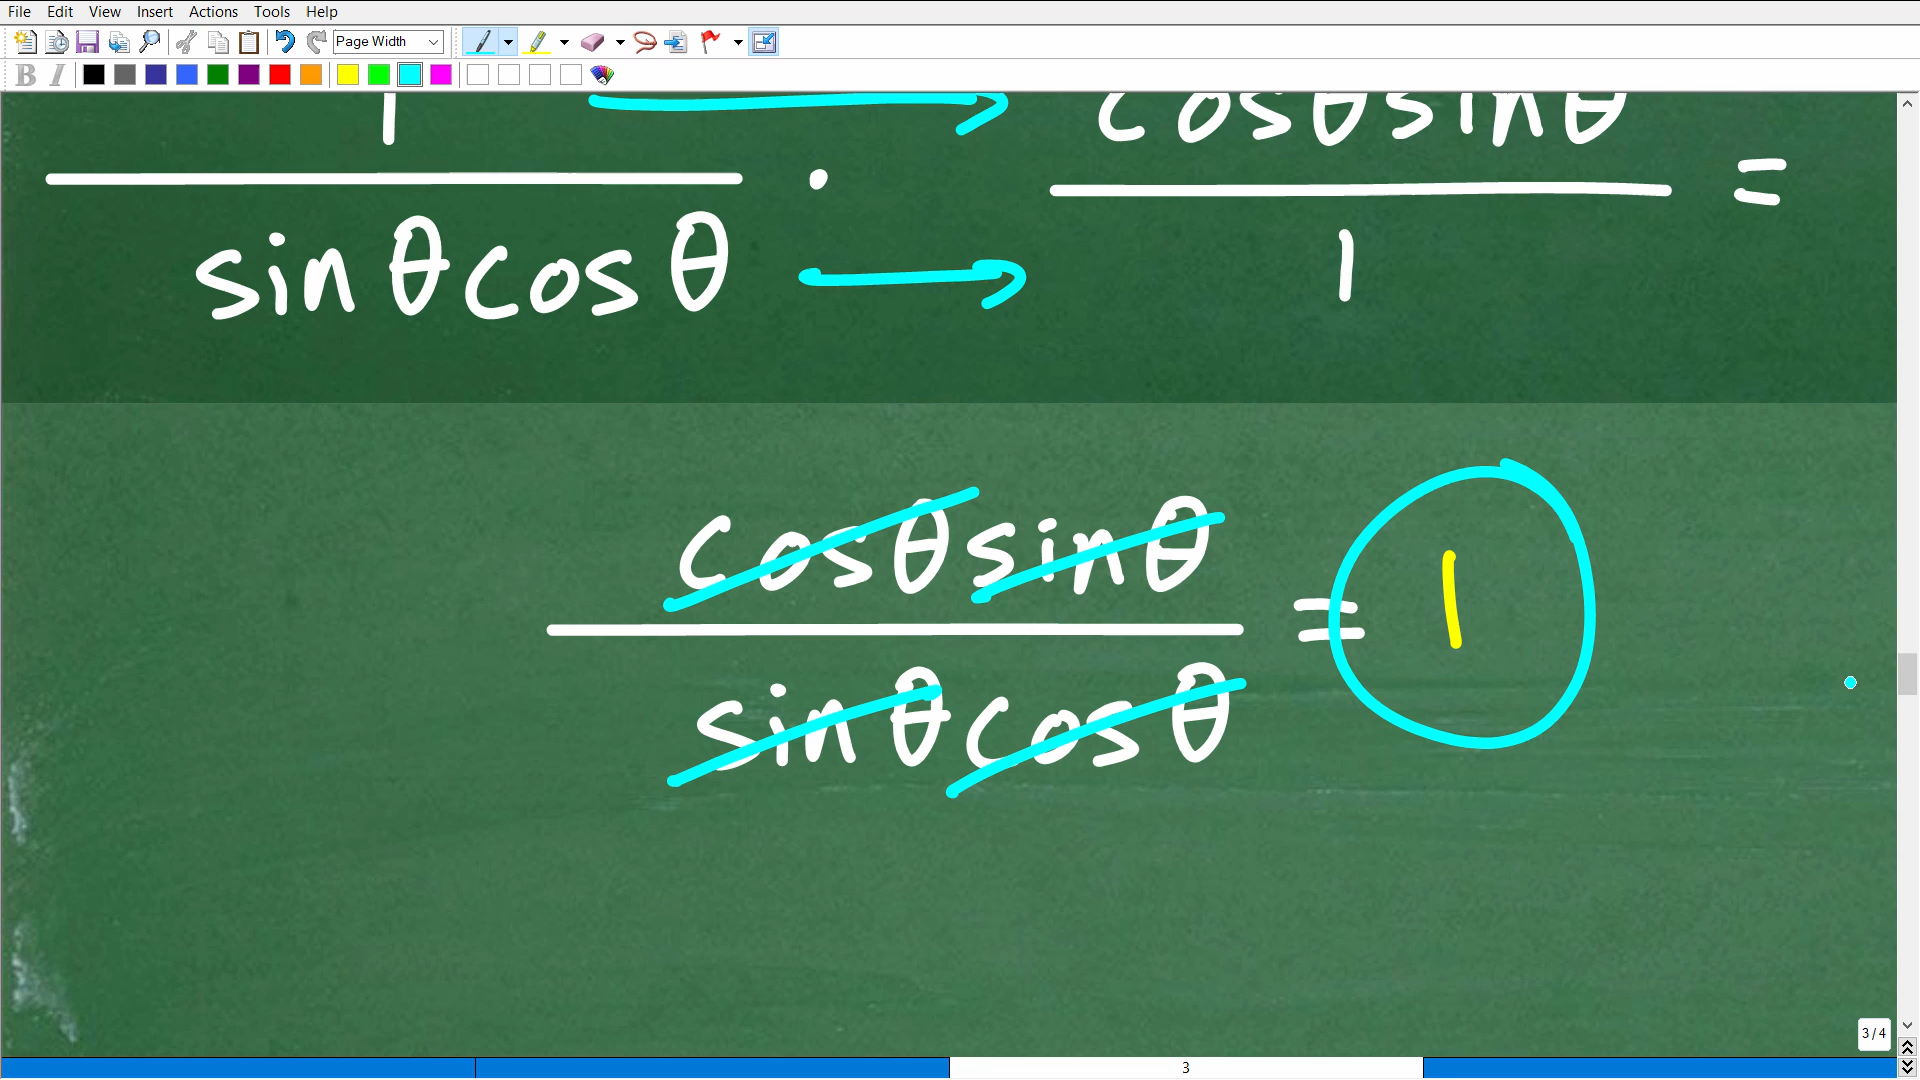 File Edit View Insert Actions Tools Help
Page Width
B I
1 cosθsinθ
· =
sinθcosθ 1
cosθsinθ
= 1
sinθcosθ
3 / 4
3